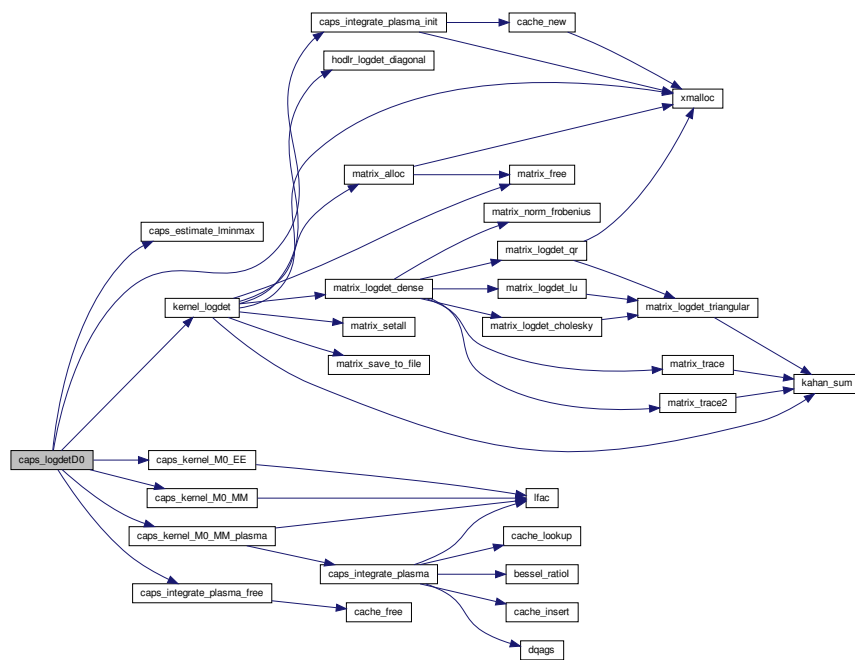 caps_integrate_plasma_init
cache_new
hodlr_logdet_diagonal
xmalloc
matrix_alloc
matrix_free
matrix_norm_frobenius
caps_estimate_lminmax
matrix_logdet_qr
matrix_logdet_dense
matrix_logdet_lu
kernel_logdet
matrix_logdet_triangular
matrix_setall
matrix_logdet_cholesky
matrix_save_to_file
matrix_trace
kahan_sum
matrix_trace2
caps_logdetD0
caps_kernel_M0_EE
caps_kernel_M0_MM
lfac
caps_kernel_M0_MM_plasma
cache_lookup
caps_integrate_plasma
bessel_ratioI
caps_integrate_plasma_free
cache_free
cache_insert
dqags